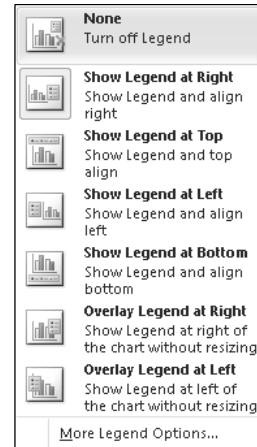 None
Turn off Legend
Show Legend at Right
Show Legend and align
right
Show Legend at Top
Show Legend and top
align
Show Legend at Left
Show Legend and align
left
Show Legend at Bottom
Show Legend and align
bottom
Overlay Legend at Right
Show Legend at right of
the chart without resizing
Overlay Legend at Left
Show Legend at left of
the chart without resizing
More Legend Options...